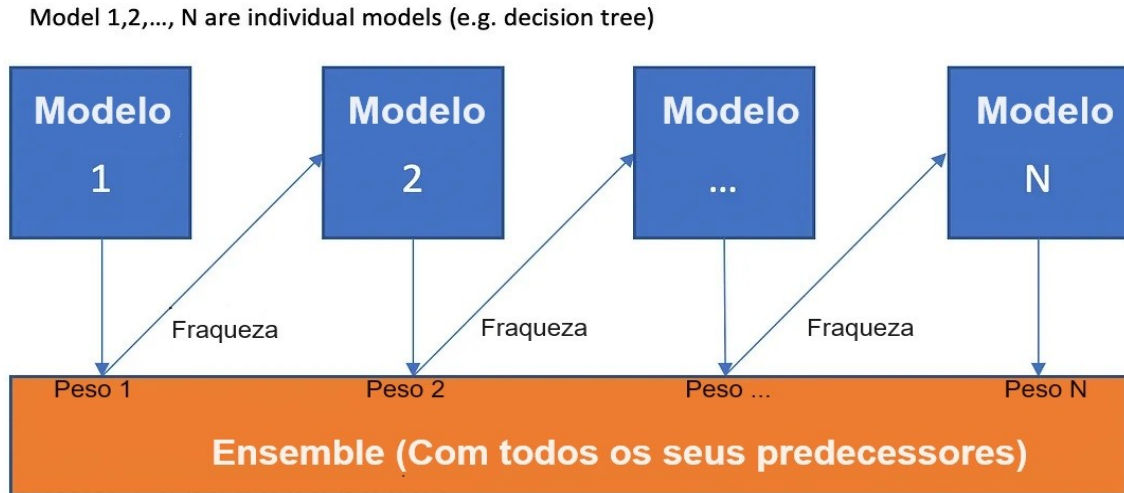 Model 1,2,..., N are individual models (e.g. decision tree)
Modelo
1
Modelo
2
Modelo
...
Modelo
N
Fraqueza
Fraqueza
Fraqueza
Peso 1
Peso 2
Peso ...
Peso N
Ensemble (Com todos os seus predecessores)